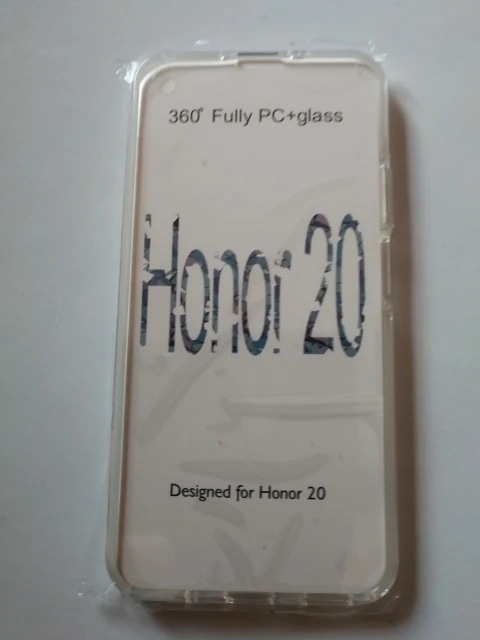 360° Fully PC+glass
Honor 20
Designed for Honor 20